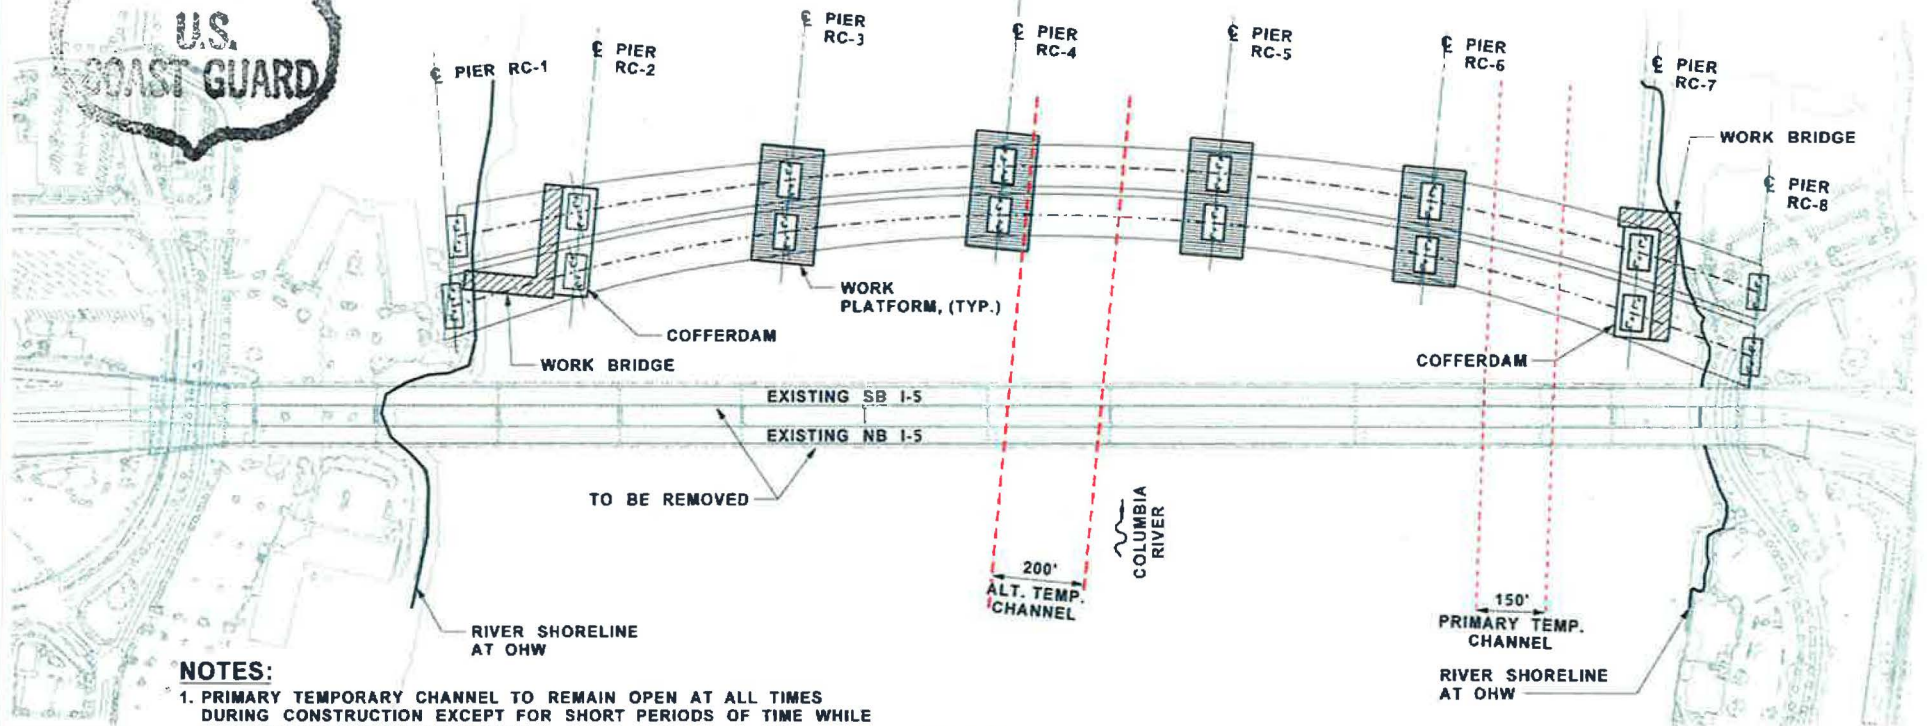 U.S.
COAST GUARD
℄ PIER RC-1
℄ PIER
RC-2
℄ PIER
RC-3
℄ PIER
RC-4
℄ PIER
RC-5
℄ PIER
RC-6
℄ PIER
RC-7
WORK BRIDGE
℄ PIER
RC-8
WORK
PLATFORM, (TYP.)
COFFERDAM
WORK BRIDGE
COFFERDAM
EXISTING SB I-5
EXISTING NB I-5
TO BE REMOVED
COLUMBIA
RIVER
200'
ALT. TEMP.
CHANNEL
150'
PRIMARY TEMP.
CHANNEL
RIVER SHORELINE
AT OHW
RIVER SHORELINE
AT OHW
NOTES:
1. PRIMARY TEMPORARY CHANNEL TO REMAIN OPEN AT ALL TIMES
DURING CONSTRUCTION EXCEPT FOR SHORT PERIODS OF TIME WHILE